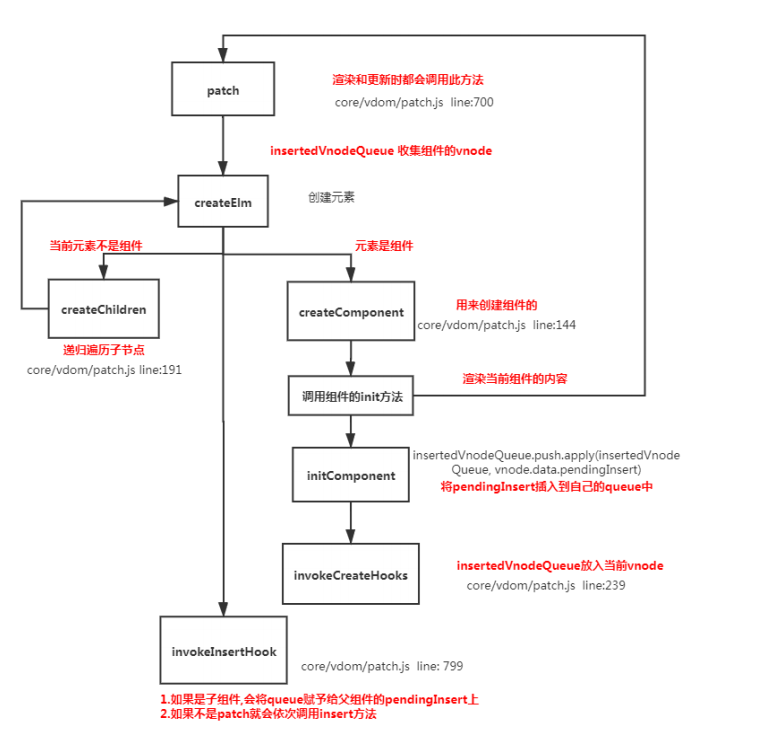 patch
渲染和更新时都会调用此方法
core/vdom/patch.js line:700
insertedVnodeQueue 收集组件的vnode
createElm
创建元素
当前元素不是组件
元素是组件
createChildren
createComponent
用来创建组件的
core/vdom/patch.js line:144
递归遍历子节点
core/vdom/patch.js line:191
调用组件的init方法
渲染当前组件的内容
initComponent
insertedVnodeQueue.push.apply(insertedVnode
Queue, vnode.data.pendingInsert)
将pendingInsert插入到自己的queue中
invokeCreateHooks
insertedVnodeQueue放入当前vnode
core/vdom/patch.js line:239
invokeInsertHook
core/vdom/patch.js line: 799
1.如果是子组件,会将queue赋予给父组件的pendingInsert上
2.如果不是patch就会依次调用insert方法